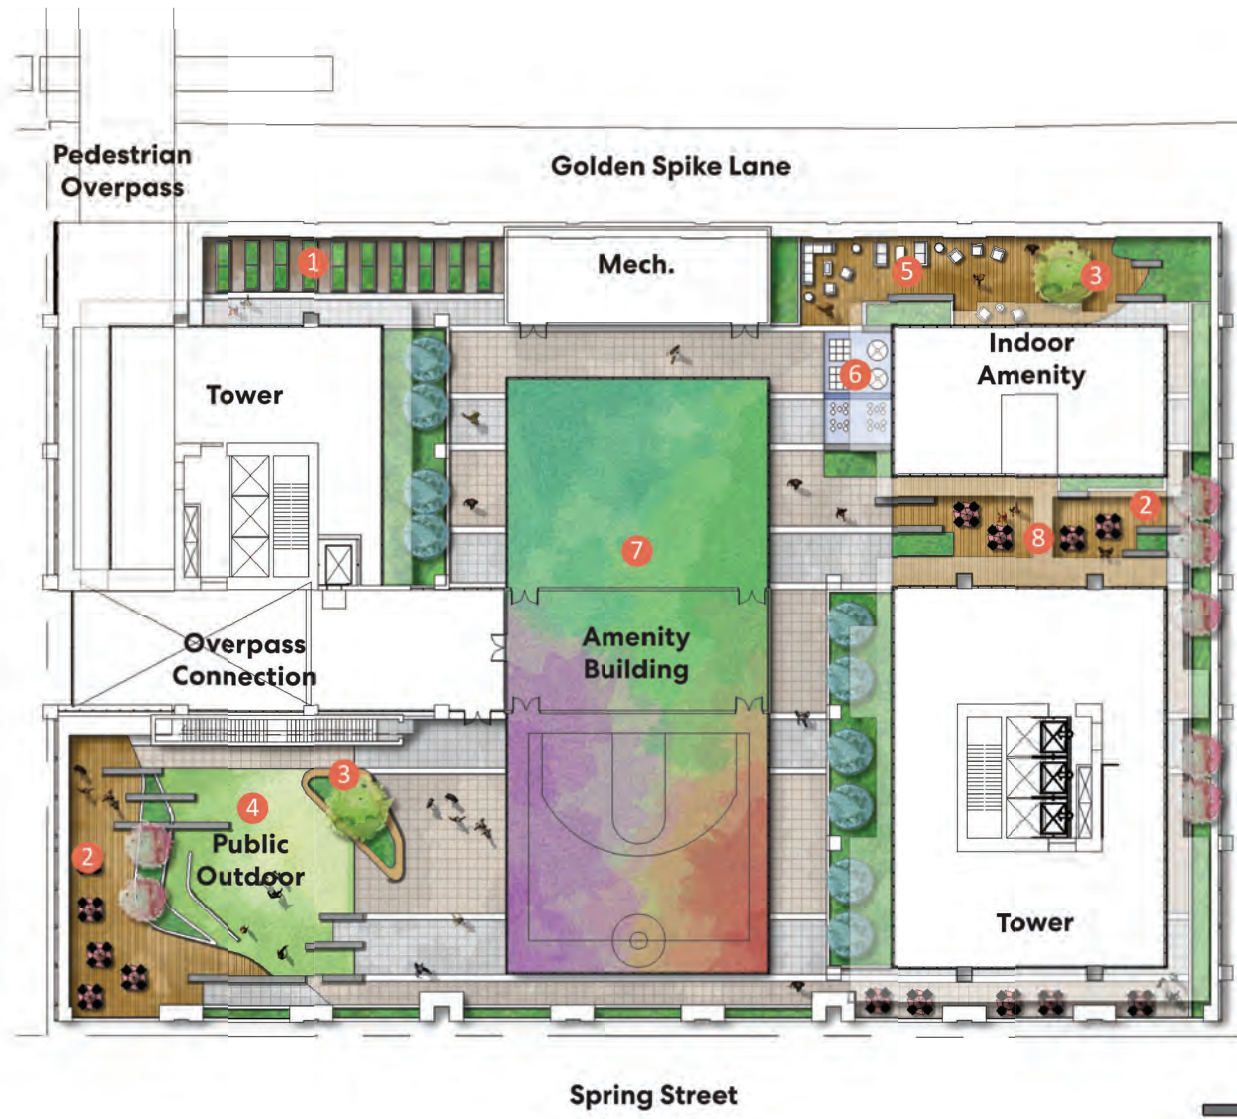 Pedestrian
Overpass
Golden Spike Lane
1
Mech.
5
3
Tower
6
Indoor
Amenity
2
7
8
Overpass
Connection
Amenity
Building
3
4
Public
Outdoor
2
Tower
Spring Street